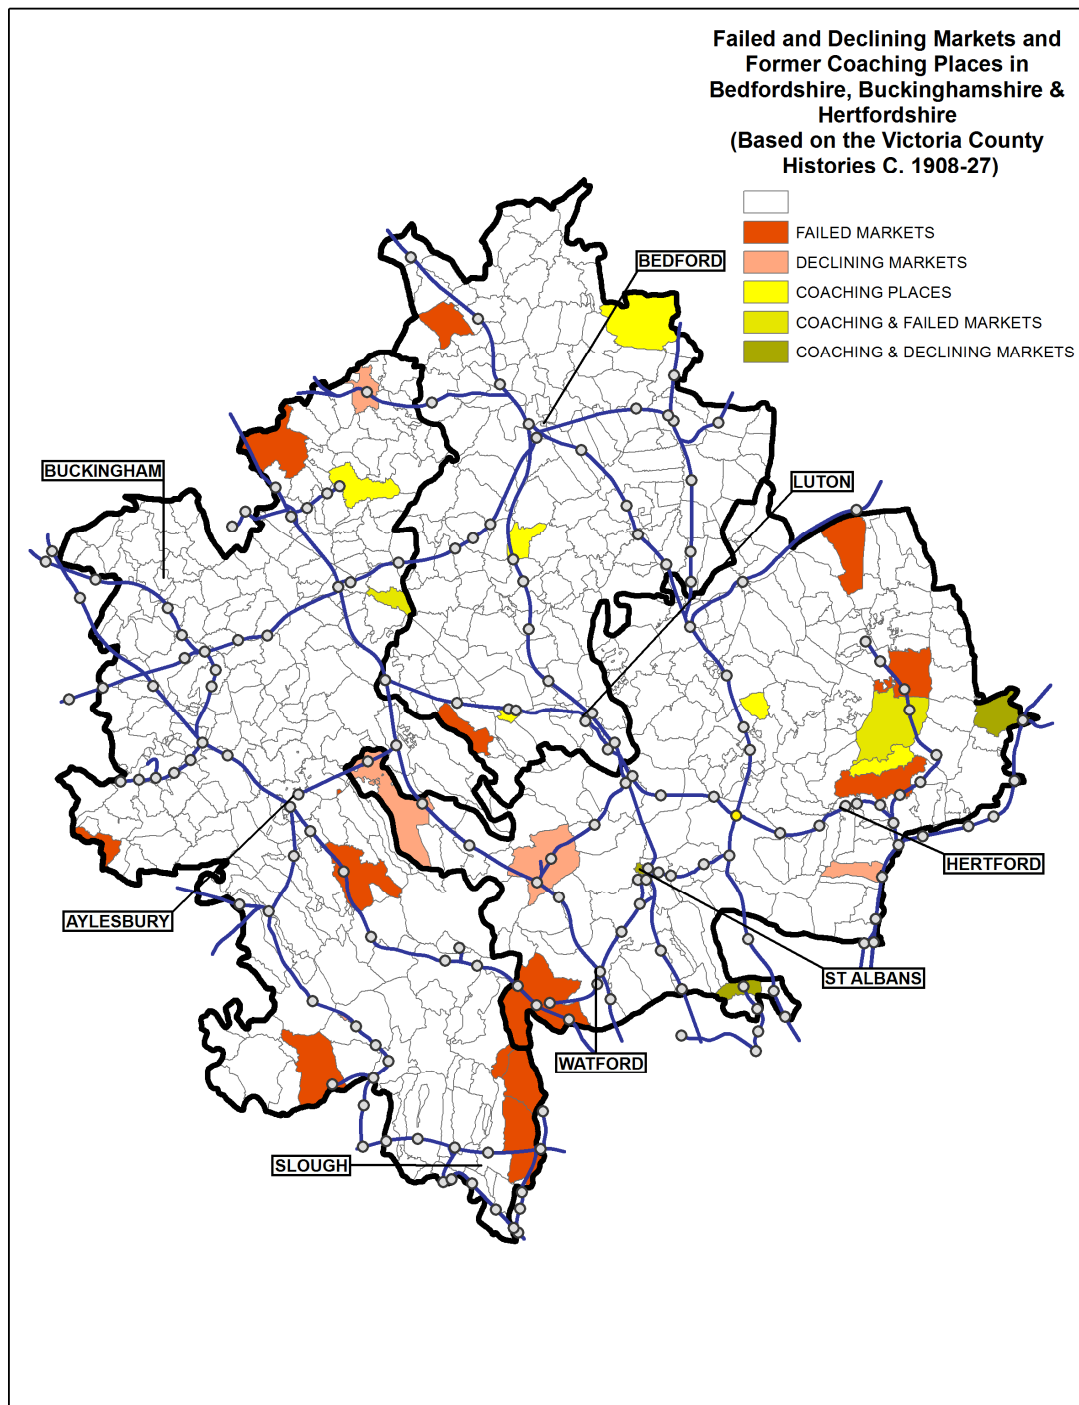 Failed and Declining Markets and
Former Coaching Places in
Bedfordshire, Buckinghamshire &
Hertfordshire
(Based on the Victoria County
Histories C. 1908-27)
FAILED MARKETS
DECLINING MARKETS
COACHING PLACES
COACHING & FAILED MARKETS
COACHING & DECLINING MARKETS
BEDFORD
BUCKINGHAM
LUTON
HERTFORD
AYLESBURY
ST ALBANS
WATFORD
SLOUGH